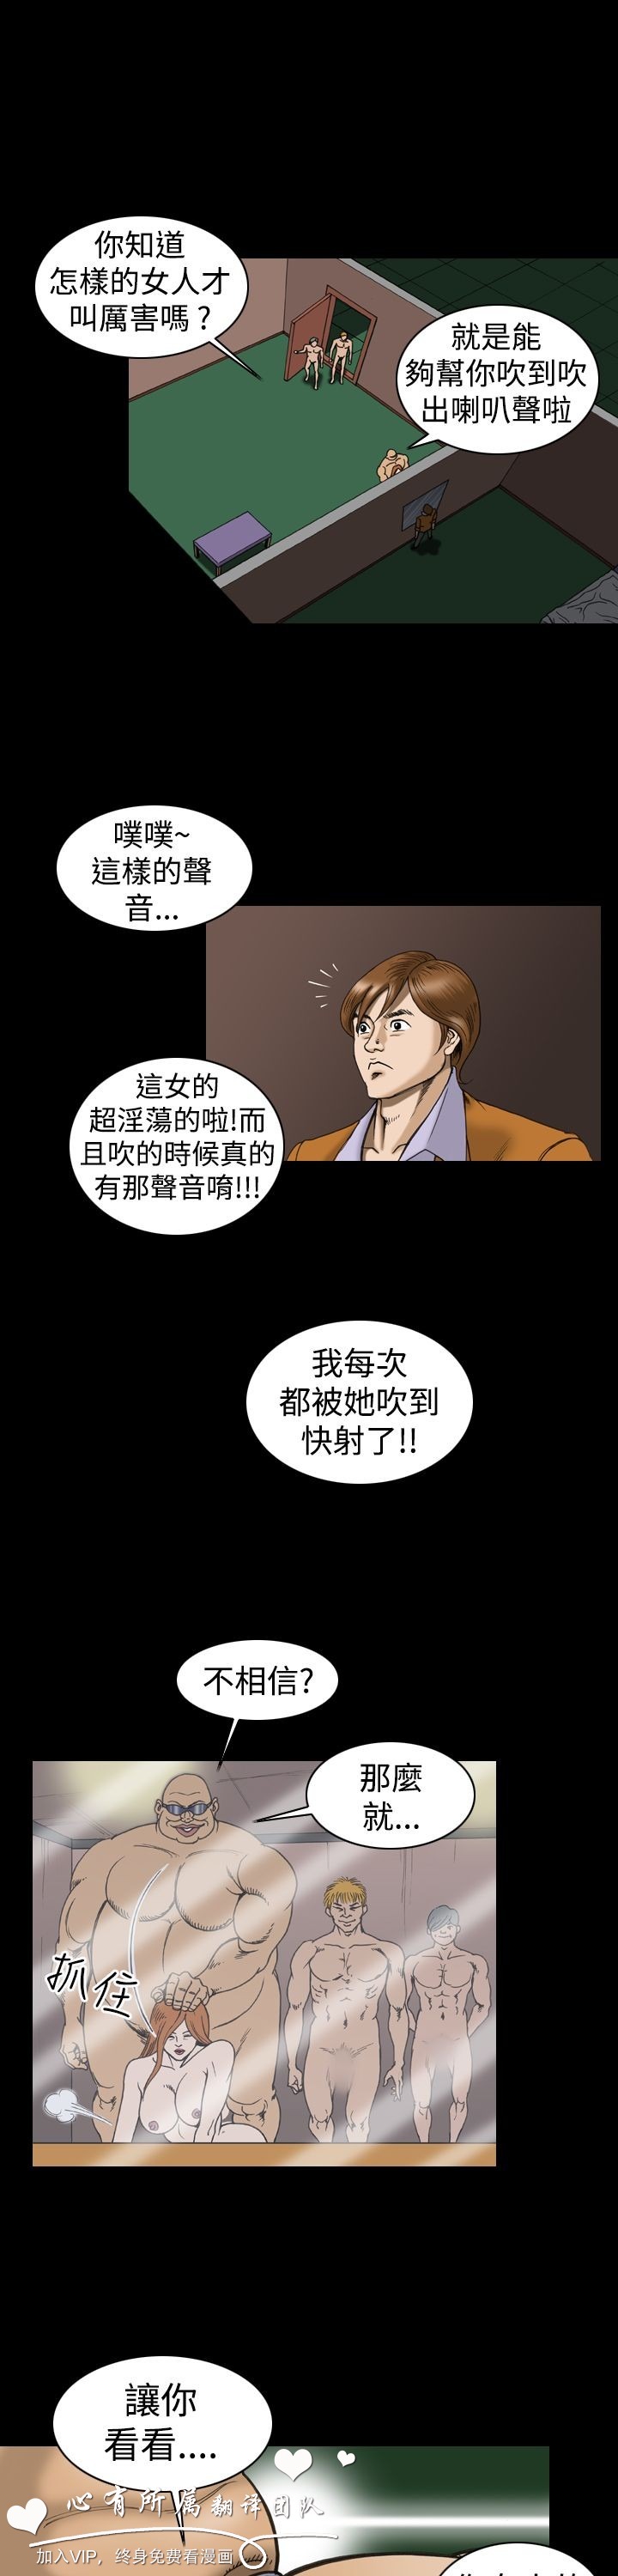 你知道
怎樣的女人才
叫厲害嗎？
就是能
夠幫你吹到吹
出喇叭聲啦
噗噗~
這樣的聲
音...
這女的
超淫蕩的啦!而
且吹的時候真的
有那聲音唷!!!
我每次
都被她吹到
快射了!!
不相信?
那麼
就...
抓住
讓你
看看....
心有所属翻译团队
加入VIP，终身免费看漫画